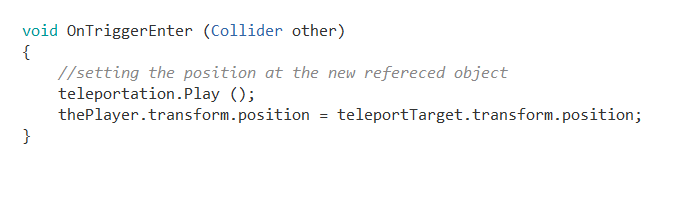 void OnTriggerEnter (Collider other)
{
    //setting the position at the new refereced object
    teleportation.Play ();
    thePlayer.transform.position = teleportTarget.transform.position;
}